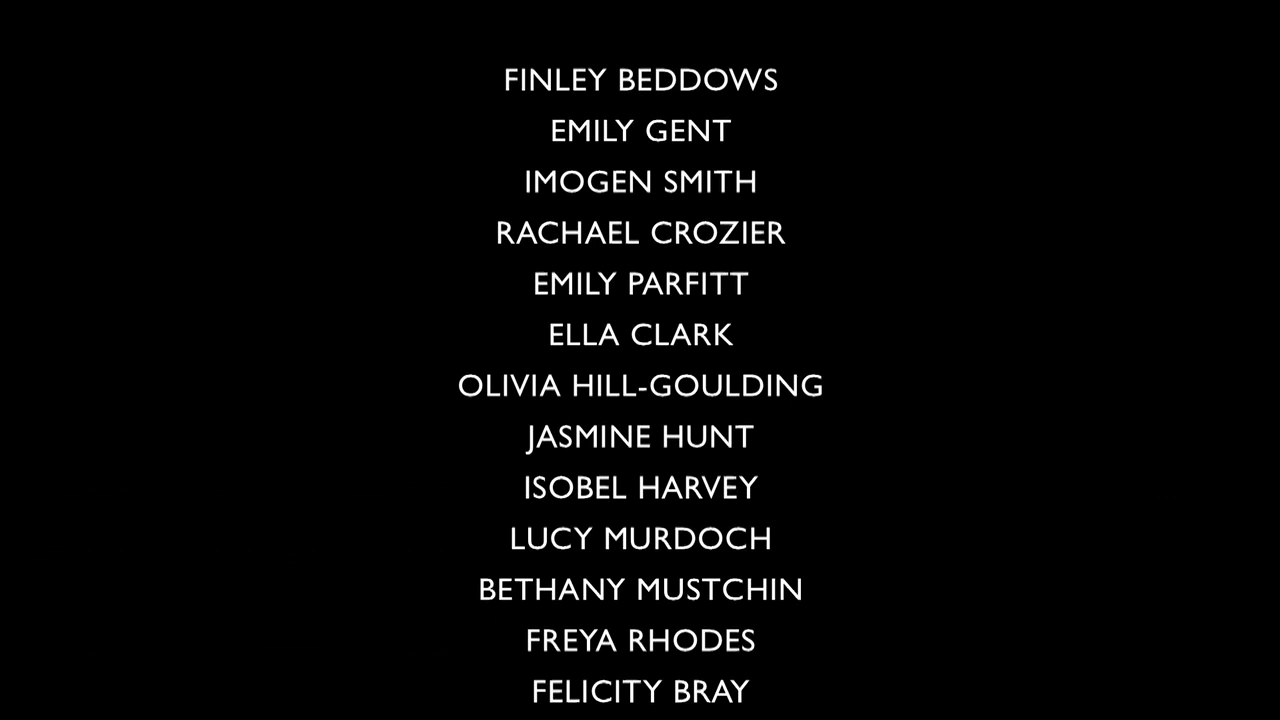 FINLEY BEDDOWS
EMILY GENT
IMOGEN SMITH
RACHAEL CROZIER
EMILY PARFITT
ELLA CLARK
OLIVIA HILL-GOULDING
JASMINE HUNT
ISOBEL HARVEY
LUCY MURDOCH
BETHANY MUSTCHIN
FREYA RHODES
FELICITY BRAY